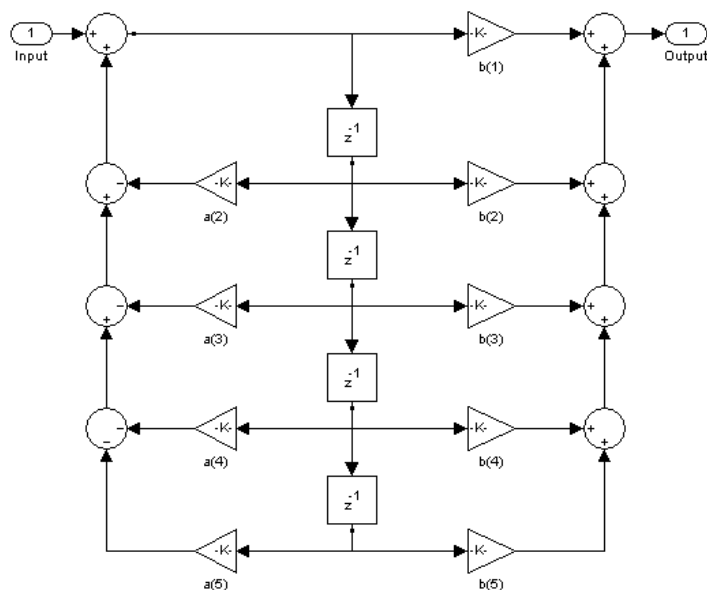 1
Input
+
+
-K-
b(1)
+
+
1
Output
z-1
−
+
-K-
a(2)
-K-
b(2)
+
+
z-1
−
+
-K-
a(3)
-K-
b(3)
+
+
z-1
−
−
-K-
a(4)
-K-
b(4)
+
+
z-1
-K-
a(5)
-K-
b(5)